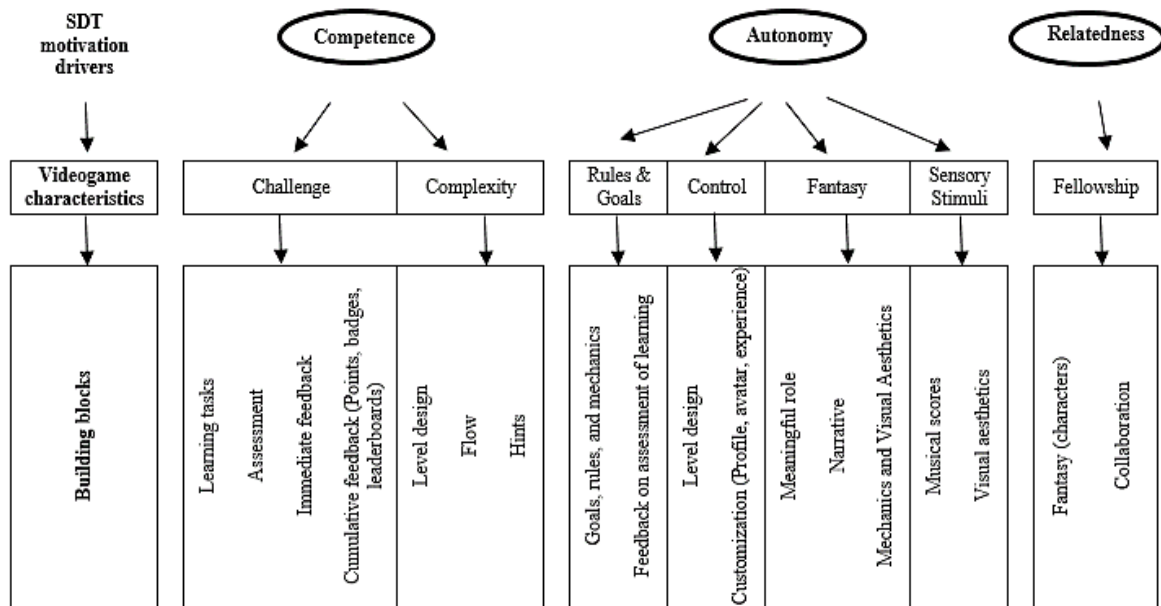 SDT
motivation
drivers
Competence
Autonomy
Relatedness
Videogame
characteristics
Challenge
Complexity
Rules &
Goals
Control
Fantasy
Sensory
Stimuli
Fellowship
Building blocks
Learning tasks
Assessment
Immediate feedback
Cumulative feedback (Points, badges,
leaderboards)
Level design
Flow
Hints
Goals, rules, and mechanics
Feedback on assessment of learning
Level design
Customization (Profile, avatar, experience)
Meaningful role
Narrative
Mechanics and Visual Aesthetics
Musical scores
Visual aesthetics
Fantasy (characters)
Collaboration